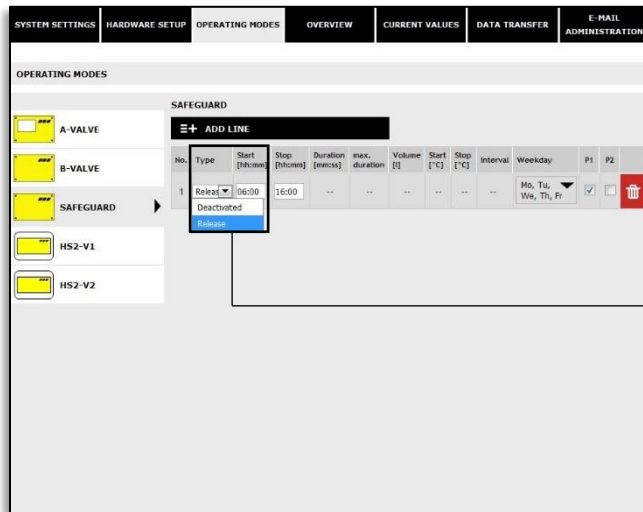 SYSTEM SETTINGS HARDWARE SETUP OPERATING MODES OVERVIEW CURRENT VALUES DATA TRANSFER E-MAIL ADMINISTRATION
OPERATING MODES
SAFEGUARD
ADD LINE
No. Type Start [hh:mm] Stop [hh:mm] Duration [mm:ss] max. duration Volume [l] Start [°C] Stop [°C] Interval Weekday P1 P2
1 Releas 06:00 16:00 -- -- -- -- -- -- Mo, Tu, We, Th, Fr
Deactivated
Release
A-VALVE
B-VALVE
SAFEGUARD
HS2-V1
HS2-V2